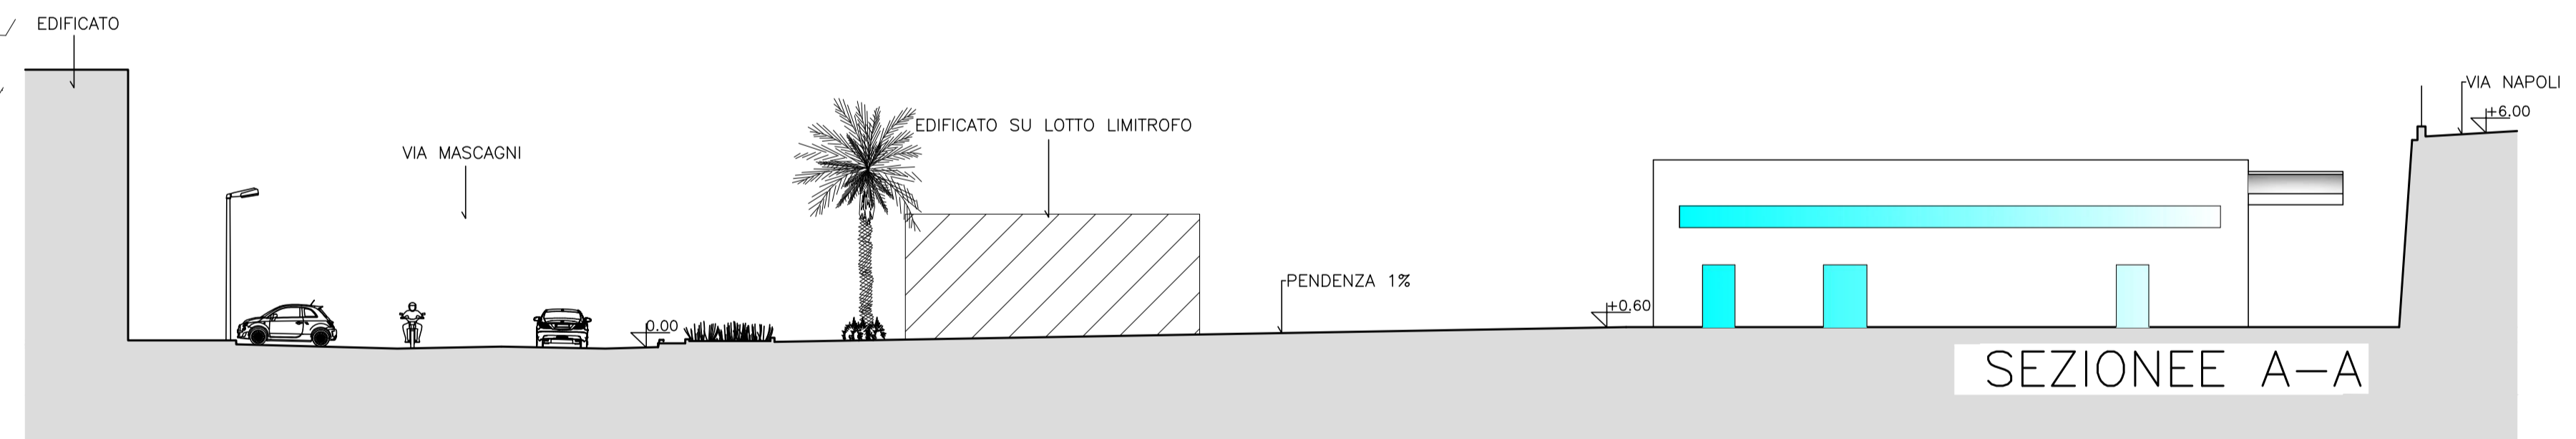 EDIFICATO
VIA NAPOLI
+6.00
EDIFICATO SU LOTTO LIMITROFO
VIA MASCAGNI
PENDENZA 1%
+0.60
0.00
SEZIONEE A-A